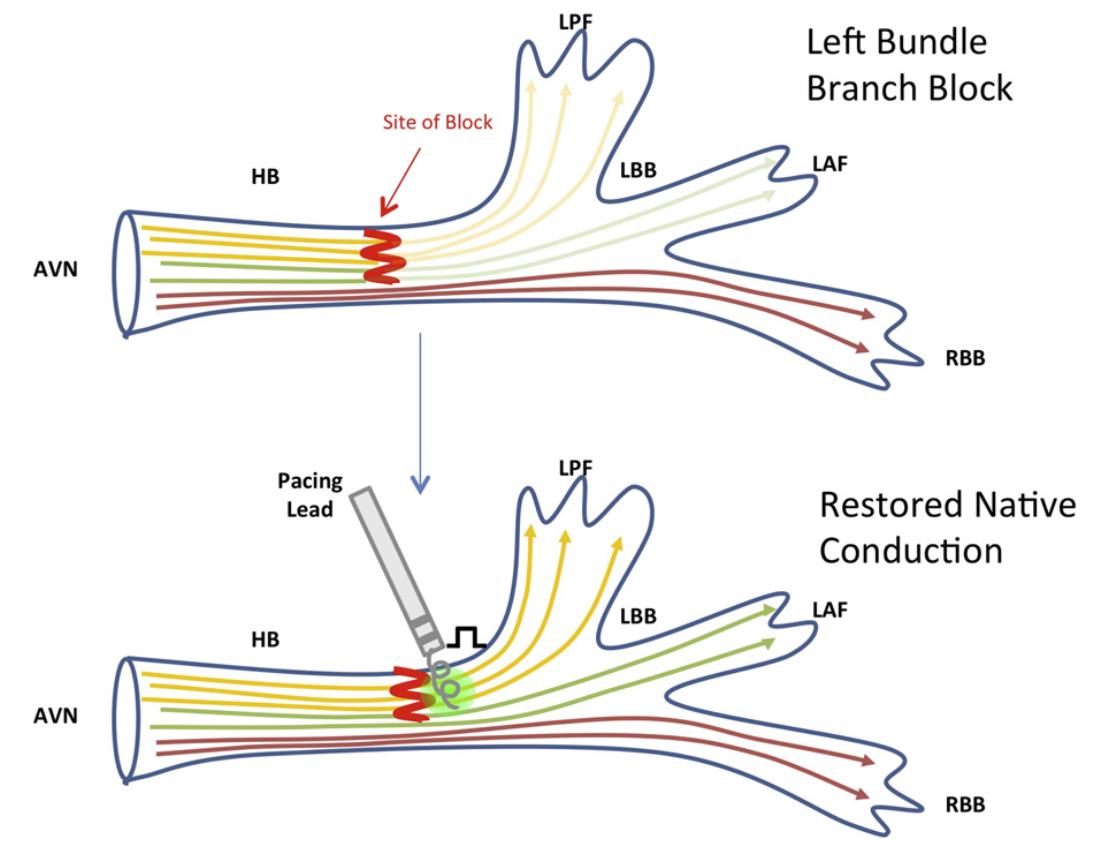 LPF
Left Bundle
Branch Block
Site of Block
HB
LBB
LAF
AVN
RBB
Pacing
Lead
LPF
Restored Native
Conduction
HB
LBB
LAF
AVN
RBB